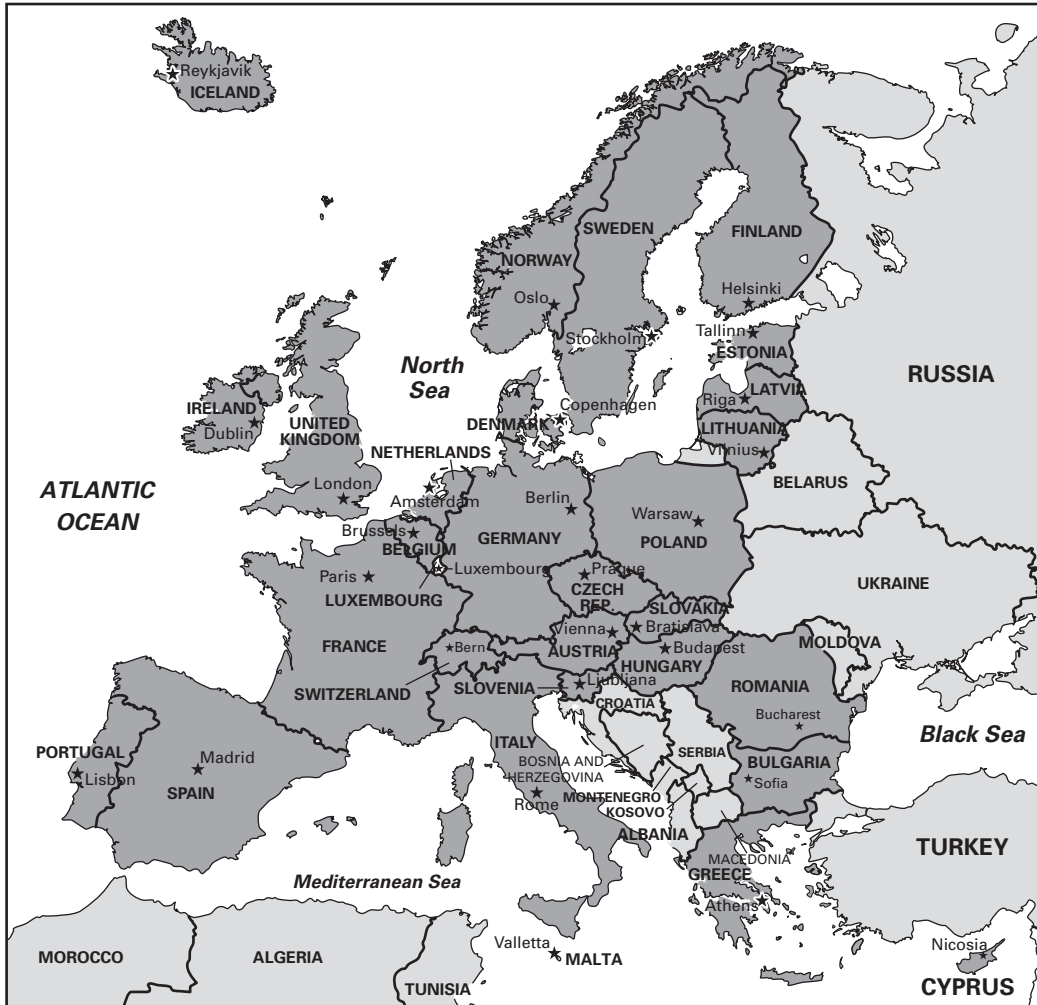 Reykjavik
ICELAND
SWEDEN
FINLAND
NORWAY
Helsinki
Oslo
Stockholm
Tallinn
ESTONIA
North
Sea
RUSSIA
LATVIA
Riga
IRELAND
Dublin
UNITED
KINGDOM
DENMARK
Copenhagen
LITHUANIA
Vilnius
NETHERLANDS
BELARUS
ATLANTIC
OCEAN
London
Amsterdam
Berlin
Warsaw
POLAND
Brussels
BELGIUM
GERMANY
Paris
Luxembourg
LUXEMBOURG
Prague
CZECH
REP.
UKRAINE
SLOVAKIA
Bratislava
Vienna
AUSTRIA
MOLDOVA
FRANCE
Bern
Budapest
HUNGARY
SWITZERLAND
SLOVENIA
Ljubljana
ROMANIA
CROATIA
Bucharest
Black Sea
PORTUGAL
Lisbon
Madrid
SPAIN
ITALY
Rome
SERBIA
BOSNIA AND
HERZEGOVINA
BULGARIA
Sofia
MONTENEGRO
KOSOVO
ALBANIA
TURKEY
MACEDONIA
GREECE
Mediterranean Sea
Athens
Valletta
MALTA
Nicosia
CYPRUS
MOROCCO
ALGERIA
TUNISIA